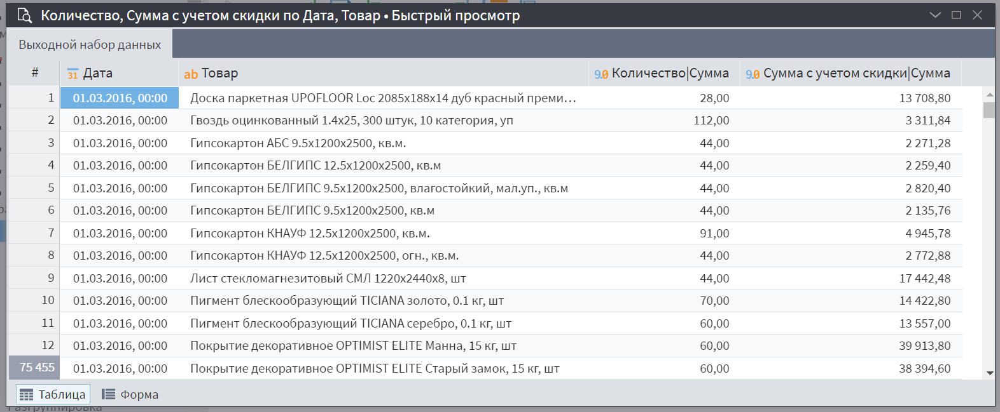 Количество, Сумма с учетом скидки по Дата, Товар • Быстрый просмотр
Выходной набор данных
# 31 Дата ab Товар 9.0 Количество|Сумма 9.0 Сумма с учетом скидки|Сумма
1 01.03.2016, 00:00 Доска паркетная UPOFLOOR Loc 2085x188x14 дуб красный преми… 28,00 13 708,80
2 01.03.2016, 00:00 Гвоздь оцинкованный 1.4x25, 300 штук, 10 категория, уп 112,00 3 311,84
3 01.03.2016, 00:00 Гипсокартон АБС 9.5x1200x2500, кв.м. 44,00 2 271,28
4 01.03.2016, 00:00 Гипсокартон БЕЛГИПС 12.5x1200x2500, кв.м 44,00 2 259,40
5 01.03.2016, 00:00 Гипсокартон БЕЛГИПС 9.5x1200x2500, влагостойкий, мал.уп., кв.м 44,00 2 820,40
6 01.03.2016, 00:00 Гипсокартон БЕЛГИПС 9.5x1200x2500, кв.м 44,00 2 135,76
7 01.03.2016, 00:00 Гипсокартон КНАУФ 12.5x1200x2500, кв.м. 91,00 4 945,78
8 01.03.2016, 00:00 Гипсокартон КНАУФ 12.5x1200x2500, огн., кв.м. 44,00 2 772,88
9 01.03.2016, 00:00 Лист стекломагнезитовый СМЛ 1220x2440x8, шт 44,00 17 442,48
10 01.03.2016, 00:00 Пигмент блескообразующий TICIANA золото, 0.1 кг, шт 70,00 14 422,80
11 01.03.2016, 00:00 Пигмент блескообразующий TICIANA серебро, 0.1 кг, шт 60,00 13 557,00
12 01.03.2016, 00:00 Покрытие декоративное OPTIMIST ELITE Манна, 15 кг, шт 60,00 39 913,80
75 455 01.03.2016, 00:00 Покрытие декоративное OPTIMIST ELITE Старый замок, 15 кг, шт 60,00 38 394,60
Таблица Форма
Разгруппировка